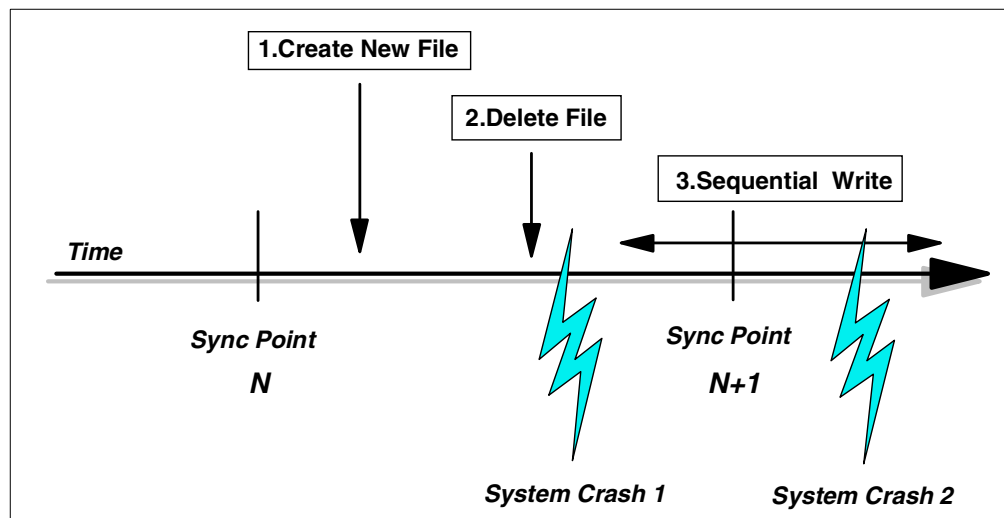 1.Create New File
2.Delete File
3.Sequential Write
Time
Sync Point
N
Sync Point
N+1
System Crash 1
System Crash 2